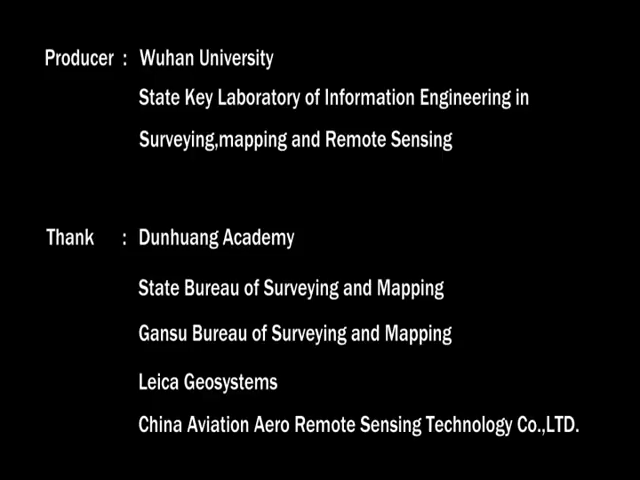 Producer : Wuhan University
State Key Laboratory of Information Engineering in
Surveying,mapping and Remote Sensing
Thank : Dunhuang Academy
State Bureau of Surveying and Mapping
Gansu Bureau of Surveying and Mapping
Leica Geosystems
China Aviation Aero Remote Sensing Technology Co.,LTD.